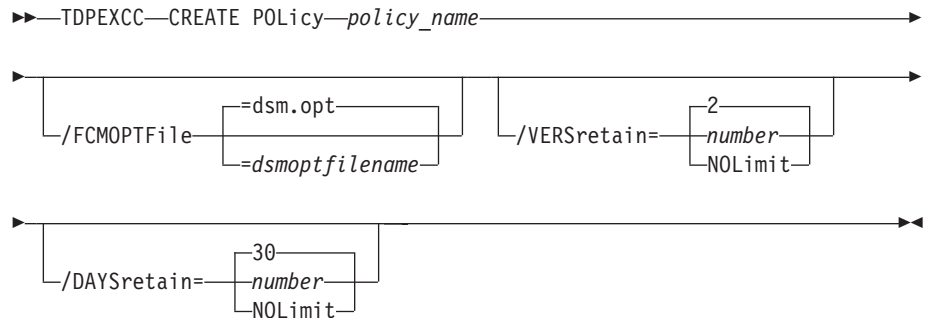 TDPEXCC CREATE POLicy policy_name
=dsm.opt
/FCMOPTFile
=dsmoptfilename
2
/VERSretain= number
NOLimit
30
/DAYSretain= number
NOLimit